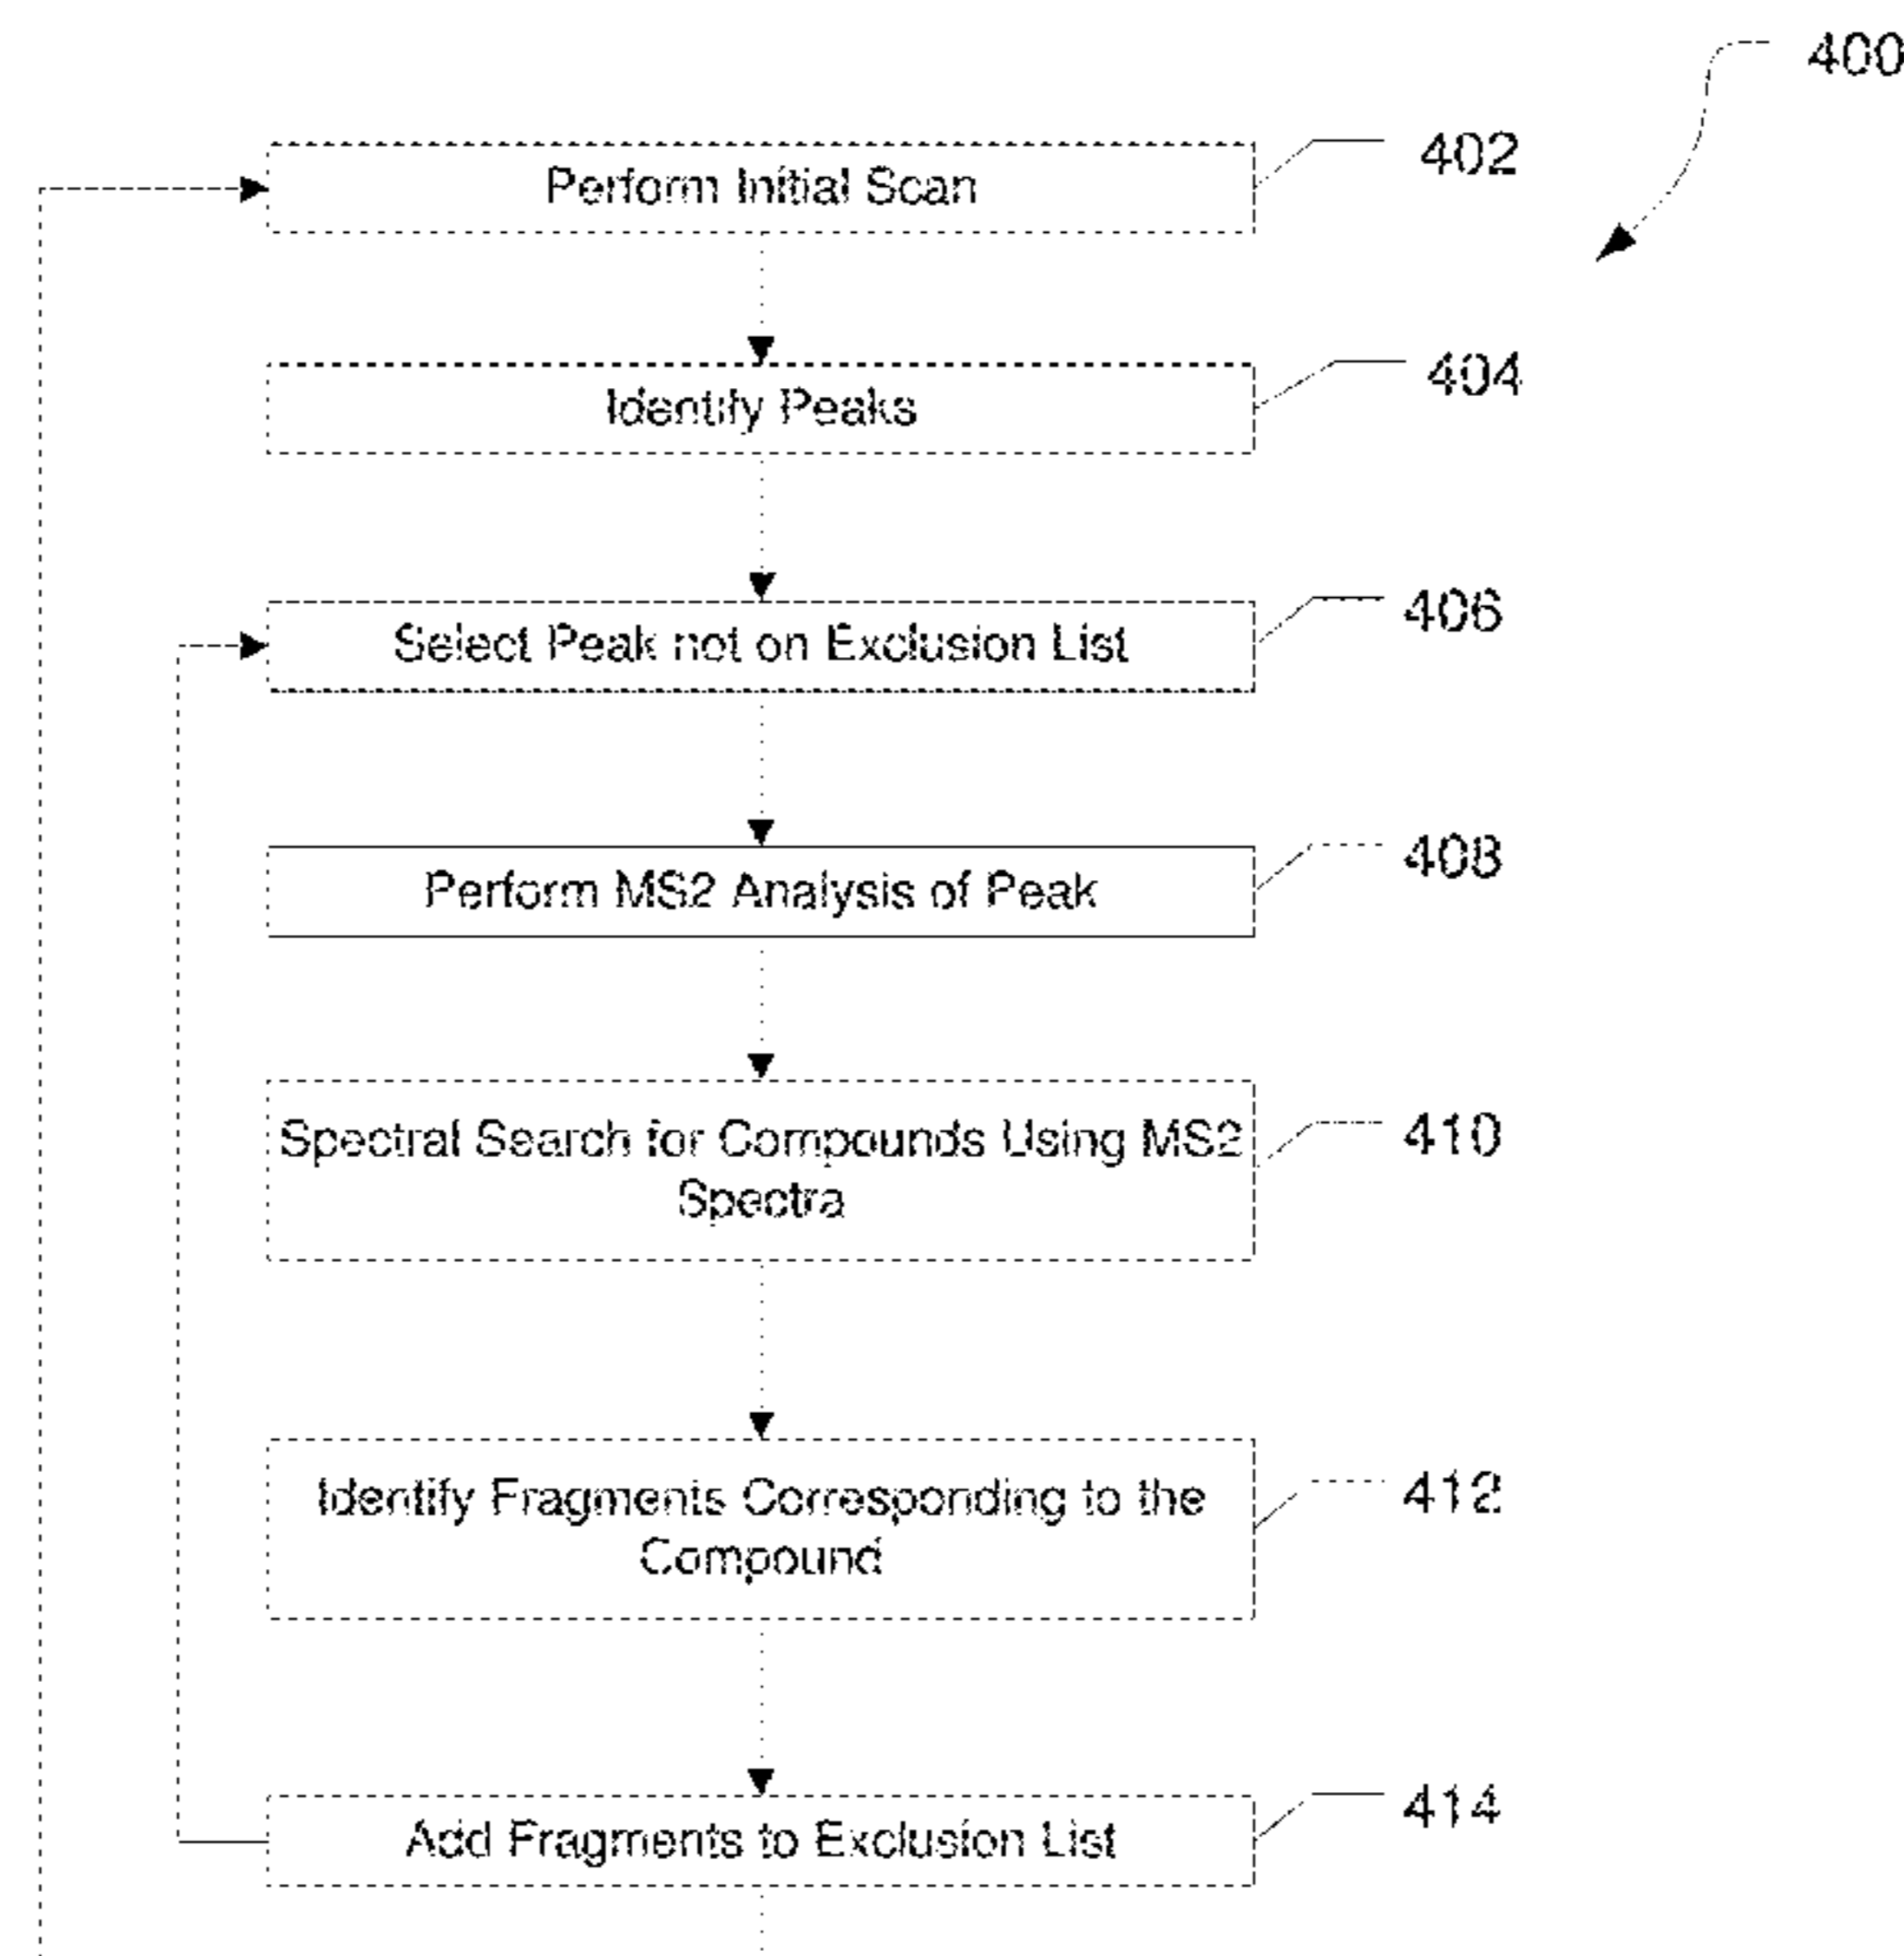 400
Perform Initial Scan
402
Identify Peaks
404
Select Peak not on Exclusion List
406
Perform MS2 Analysis of Peak
408
Spectral Search for Compounds Using MS2
Spectra
410
Identify Fragments Corresponding to the
Compound
412
Add Fragments to Exclusion List
414